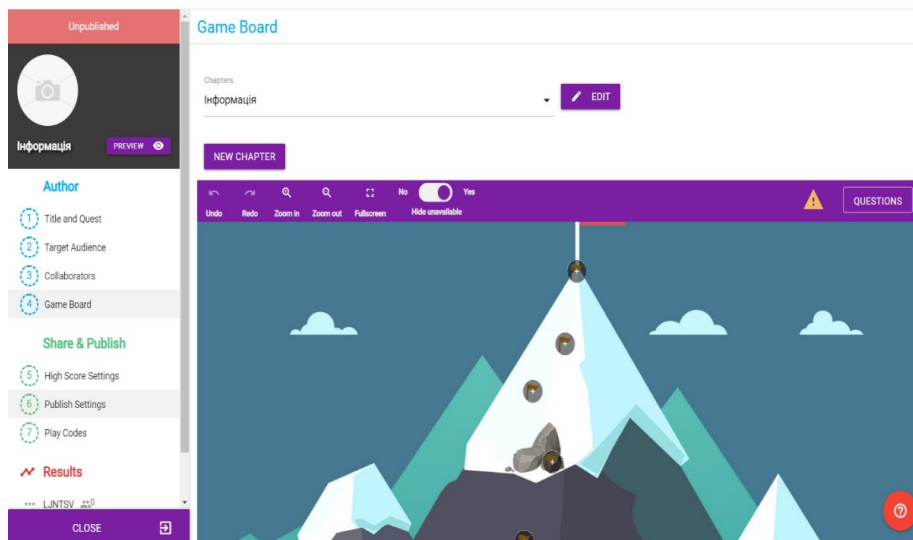 Unpublished
Інформація
PREVIEW
Author
1 Title and Quest
2 Target Audience
3 Collaborators
4 Game Board
Share & Publish
5 High Score Settings
6 Publish Settings
7 Play Codes
Results
LJNTSV 0
CLOSE
Game Board
Chapters
Інформація
EDIT
NEW CHAPTER
Undo
Redo
Zoom in
Zoom out
Fullscreen
No Yes
Hide unavailable
QUESTIONS